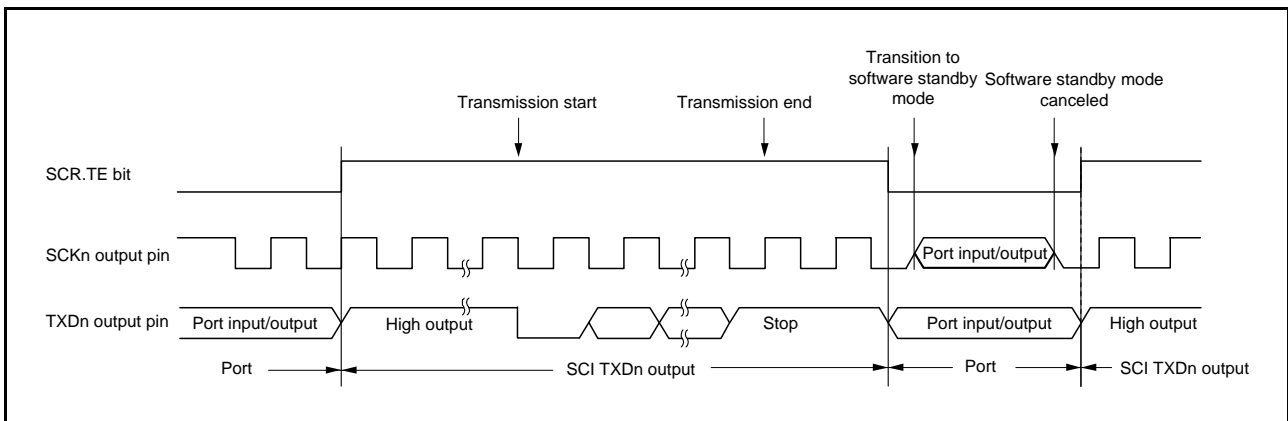 Transition to
software standby
mode
Software standby mode
canceled
Transmission start
Transmission end
SCR.TE bit
SCKn output pin
Port input/output
TXDn output pin
Port input/output
High output
Stop
Port input/output
High output
Port
SCI TXDn output
Port
SCI TXDn output